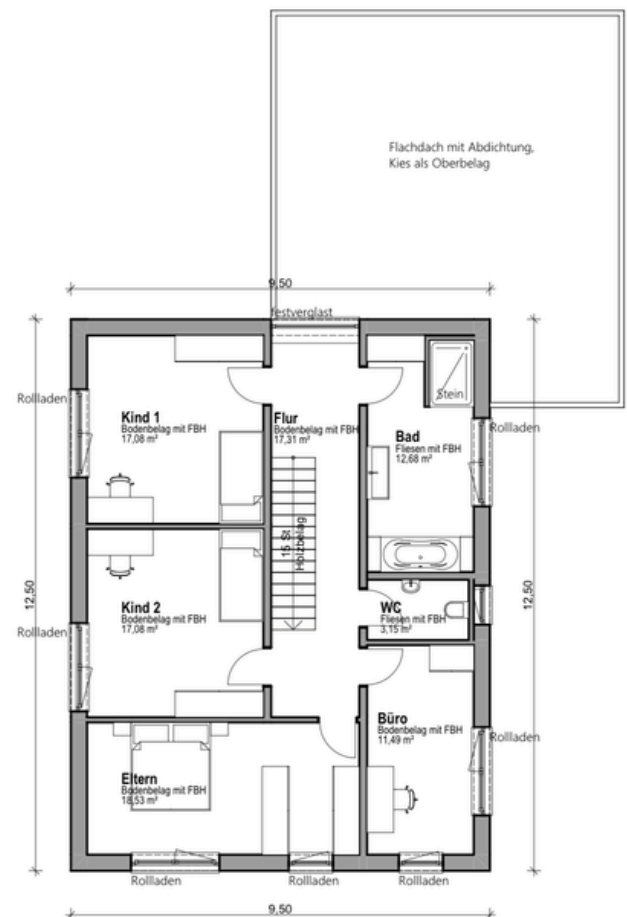 Flachdach mit Abdichtung,
Kies als Oberbelag
9,50
festverglast
Rollladen
Kind 1
Bodenbelag mit FBH
17,08 m²
Flur
Bodenbelag mit FBH
17,31 m²
Stein
Bad
Fliesen mit FBH
12,68 m²
Rollladen
15 St
Holzbelag
12,50
12,50
Kind 2
Bodenbelag mit FBH
17,08 m²
WC
Fliesen mit FBH
3,15 m²
Rollladen
Büro
Bodenbelag mit FBH
11,49 m²
Rollladen
Eltern
Bodenbelag mit FBH
18,53 m²
Rollladen
Rollladen
Rollladen
9,50